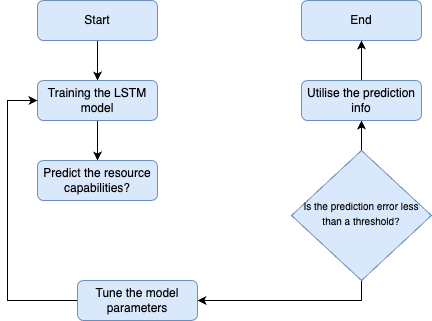 Start
End
Training the LSTM
model
Utilise the prediction
info
Predict the resource
capabilities?
Is the prediction error less
than a threshold?
Tune the model
parameters